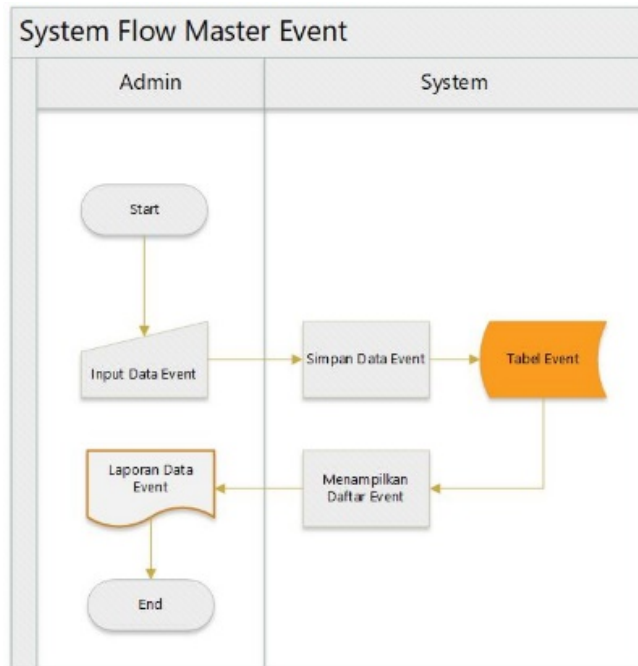 System Flow Master Event
Admin
System
Start
Input Data Event
Simpan Data Event
Tabel Event
Laporan Data
Event
Menampilkan
Daftar Event
End